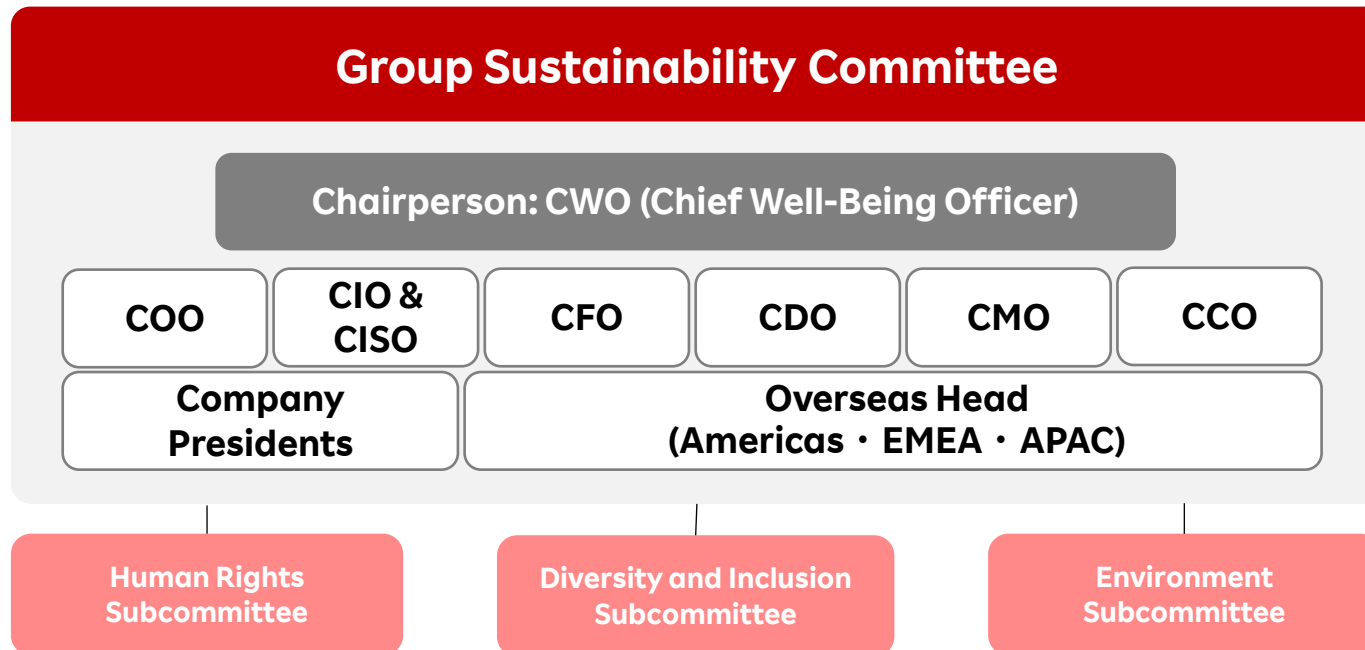 Group Sustainability Committee
Chairperson: CWO (Chief Well-Being Officer)
COO
CIO &
CISO
CFO
CDO
CMO
CCO
Company
Presidents
Overseas Head
(Americas・EMEA・APAC)
Human Rights
Subcommittee
Diversity and Inclusion
Subcommittee
Environment
Subcommittee